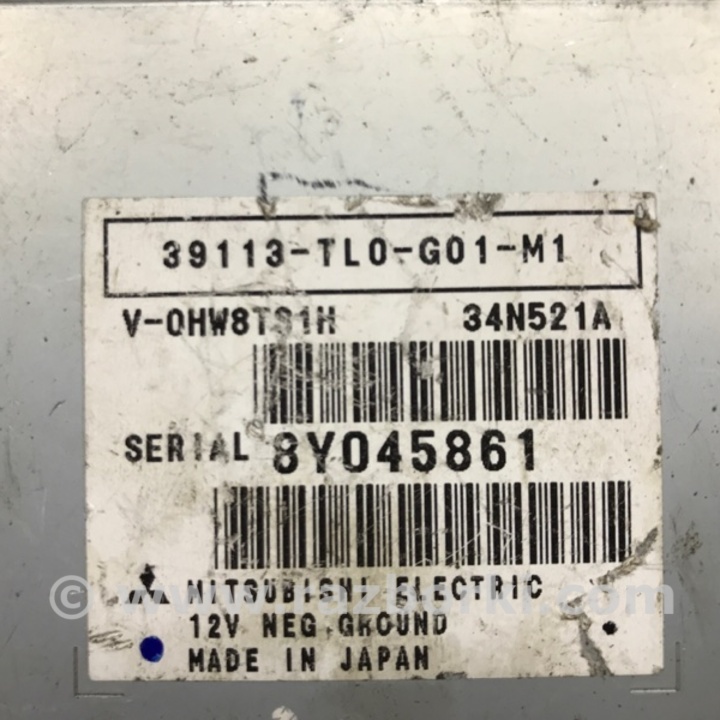 39113-TL0-G01-M1
V-0HW8TS1H 34N521A
SERIAL 8Y045861
MITSUBISHI ELECTRIC
12V NEG GROUND
MADE IN JAPAN